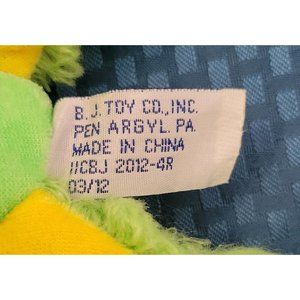 B.J. TOY CO., INC.
PEN ARGYL, PA.
MADE IN CHINA
IICBJ 2012-4R
03/12